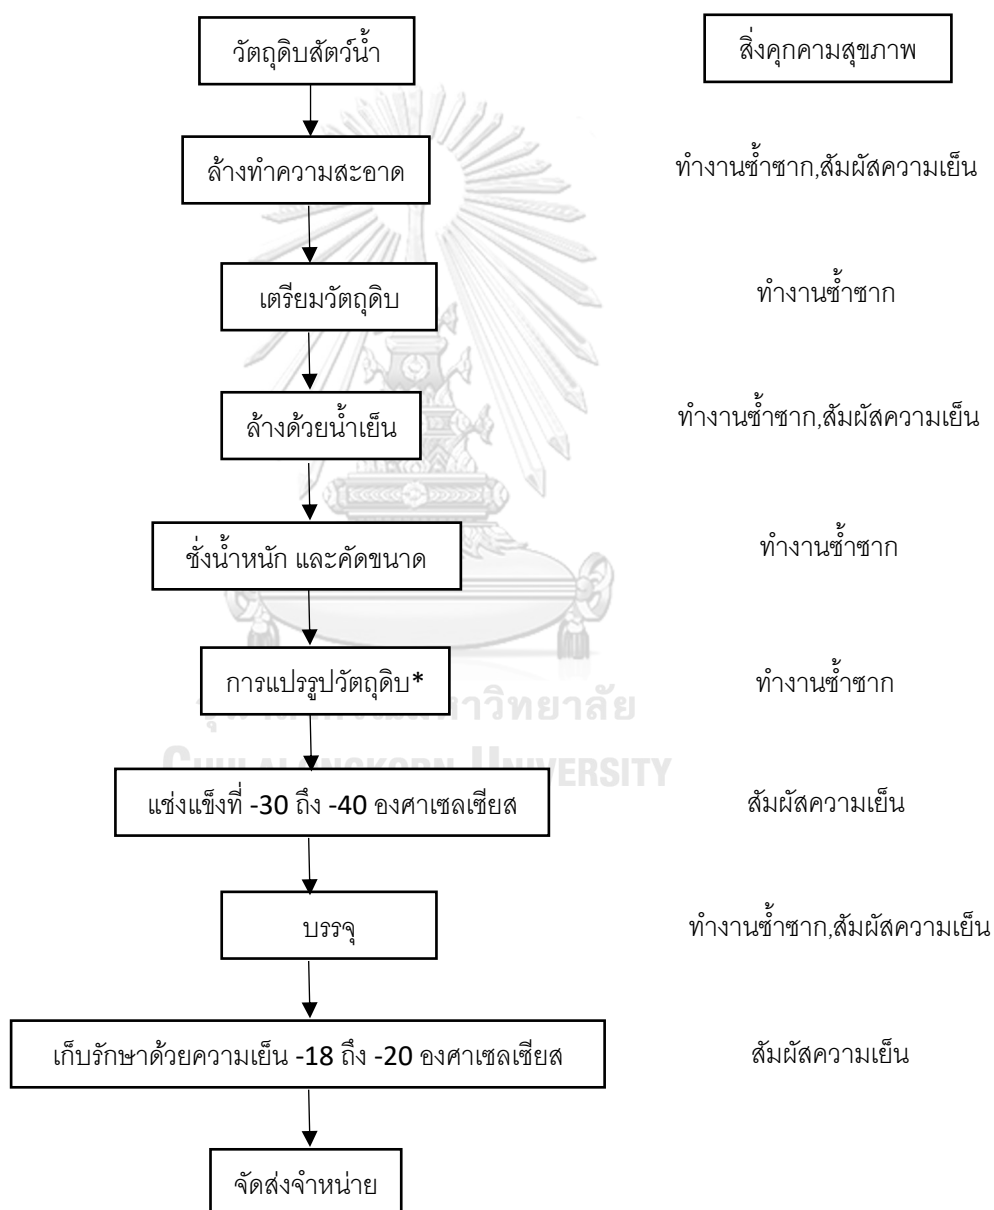 วัตถุดิบสัตว์น้ำ
สิ่งคุกคามสุขภาพ
ล้างทำความสะอาด
ทำงานซ้ำซาก,สัมผัสความเย็น
เตรียมวัตถุดิบ
ทำงานซ้ำซาก
ล้างด้วยน้ำเย็น
ทำงานซ้ำซาก,สัมผัสความเย็น
ชั่งน้ำหนัก และคัดขนาด
ทำงานซ้ำซาก
การแปรรูปวัตถุดิบ*
ทำงานซ้ำซาก
แช่งแข็งที่ -30 ถึง -40 องศาเซลเซียส
สัมผัสความเย็น
บรรจุ
ทำงานซ้ำซาก,สัมผัสความเย็น
เก็บรักษาด้วยความเย็น -18 ถึง -20 องศาเซลเซียส
สัมผัสความเย็น
จัดส่งจำหน่าย